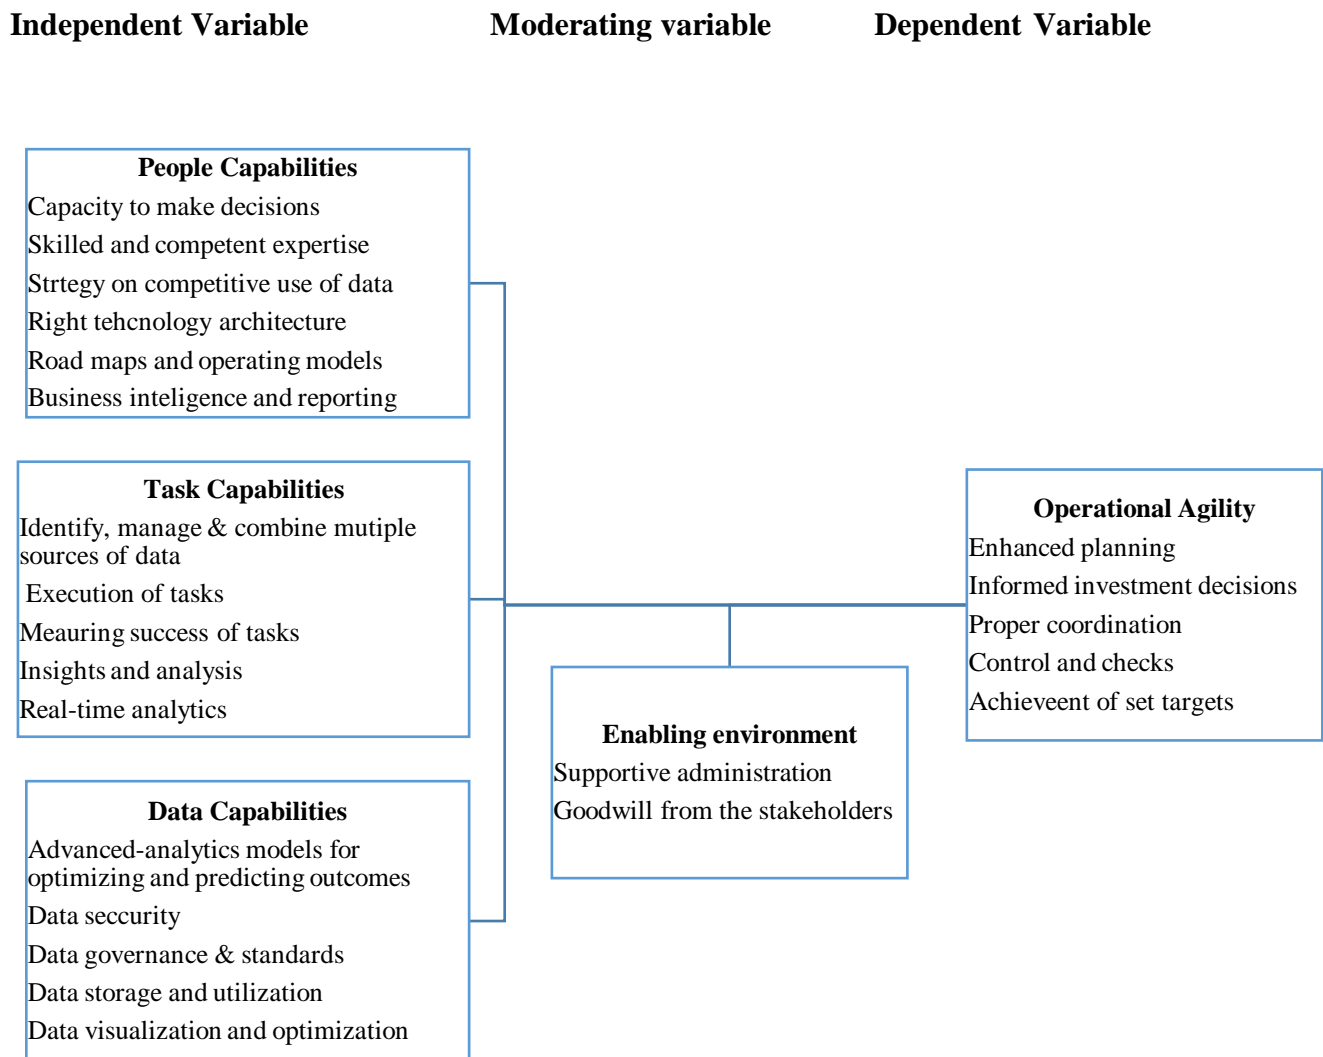 Independent Variable
Moderating variable
Dependent Variable
People Capabilities
Capacity to make decisions
Skilled and competent expertise
Strtegy on competitive use of data
Right tehcnology architecture
Road maps and operating models
Business inteligence and reporting
Task Capabilities
Identify, manage & combine mutiple
sources of data
Execution of tasks
Meauring success of tasks
Insights and analysis
Real-time analytics
Data Capabilities
Advanced-analytics models for
optimizing and predicting outcomes
Data seccurity
Data governance & standards
Data storage and utilization
Data visualization and optimization
Enabling environment
Supportive administration
Goodwill from the stakeholders
Operational Agility
Enhanced planning
Informed investment decisions
Proper coordination
Control and checks
Achieveent of set targets